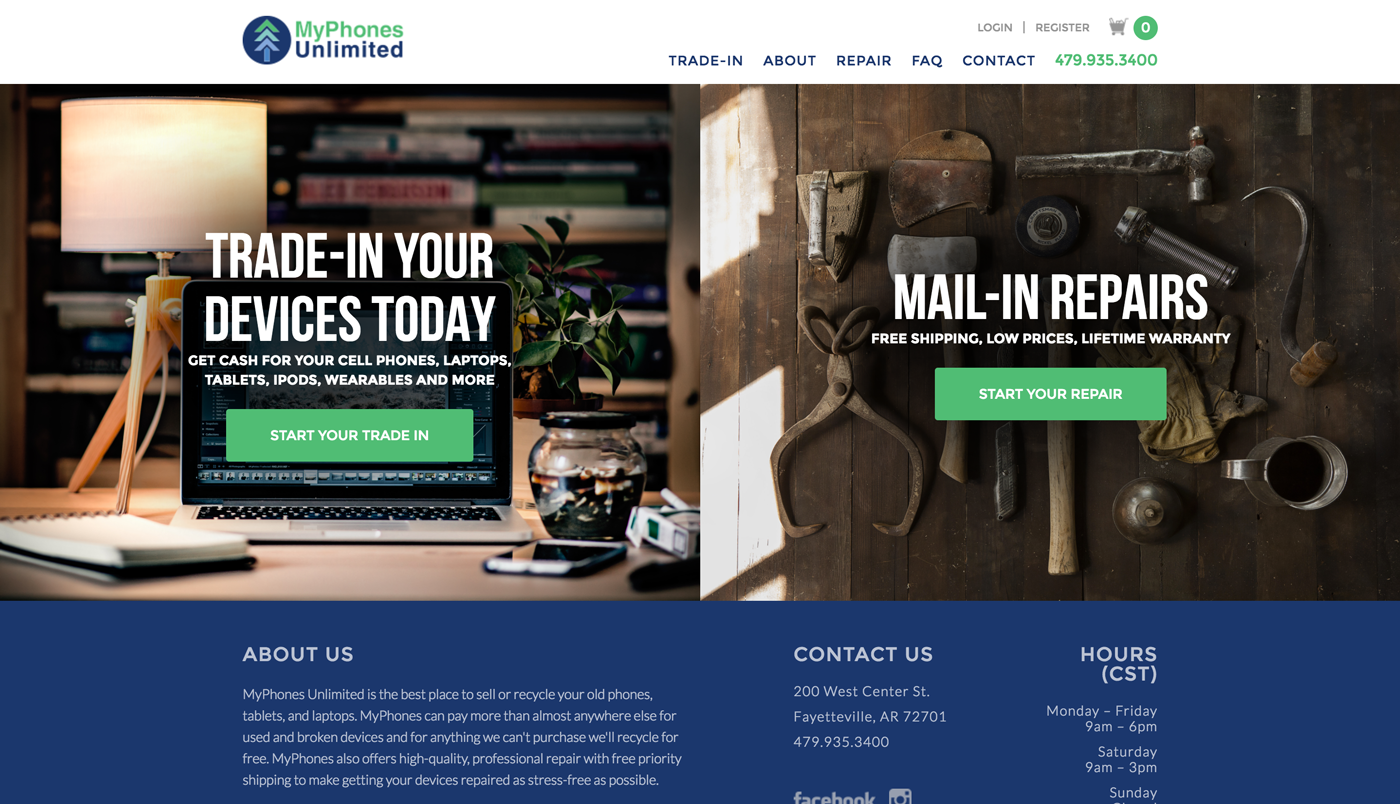 MyPhones
Unlimited
LOGIN | REGISTER 0
TRADE-IN ABOUT REPAIR FAQ CONTACT 479.935.3400
TRADE-IN YOUR
DEVICES TODAY
GET CASH FOR YOUR CELL PHONES, LAPTOPS,
TABLETS, IPODS, WEARABLES AND MORE
START YOUR TRADE IN
MAIL-IN REPAIRS
FREE SHIPPING, LOW PRICES, LIFETIME WARRANTY
START YOUR REPAIR
ABOUT US
MyPhones Unlimited is the best place to sell or recycle your old phones,
tablets, and laptops. MyPhones can pay more than almost anywhere else for
used and broken devices and for anything we can't purchase we'll recycle for
free. MyPhones also offers high-quality, professional repair with free priority
shipping to make getting your devices repaired as stress-free as possible.
CONTACT US
200 West Center St.
Fayetteville, AR 72701
479.935.3400
facebook
HOURS
(CST)
Monday – Friday
9am – 6pm
Saturday
9am – 3pm
Sunday